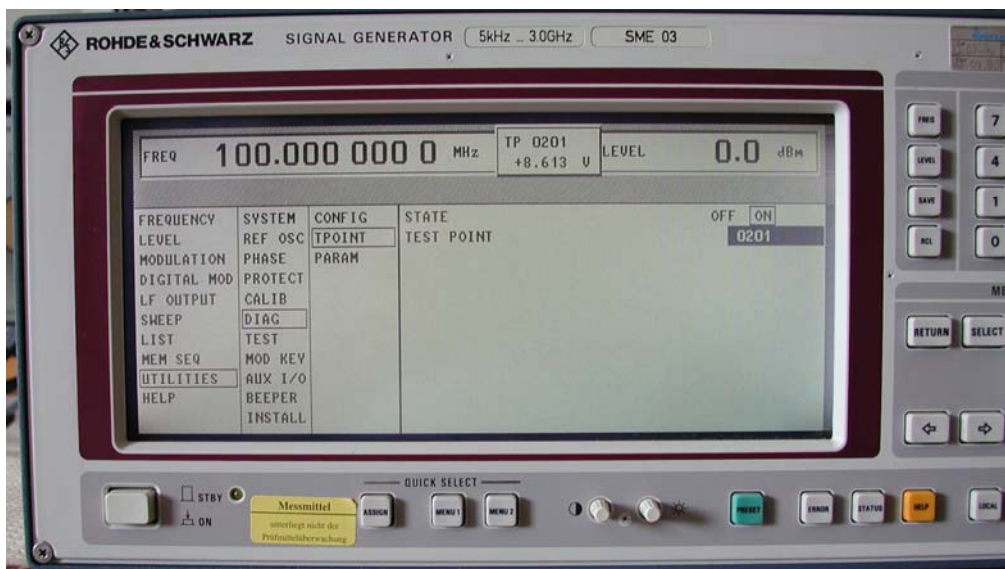 ROHDE & SCHWARZ SIGNAL GENERATOR 5kHz ... 3.0GHz SME 03
FREQ 100.000 000 0 MHz
TP 0201
+8.613 V
LEVEL 0.0 dBm
FREQUENCY
LEVEL
MODULATION
DIGITAL MOD
LF OUTPUT
SWEEP
LIST
MEM SEQ
UTILITIES
HELP
SYSTEM
REF OSC
PHASE
PROTECT
CALIB
DIAG
TEST
MOD KEY
AUX I/O
BEEPER
INSTALL
CONFIG
TPOINT
PARAM
STATE OFF ON
TEST POINT 0201
FREQ
LEVEL
SAVE
RCL
7
4
1
0
RETURN
SELECT
STBY
ON
Messmittel
unterliegt nicht der
Prüfmittelüberwachung
QUICK SELECT
ASSIGN
MENU 1
MENU 2
PRESET
ERROR
STATUS
HELP
LOCAL